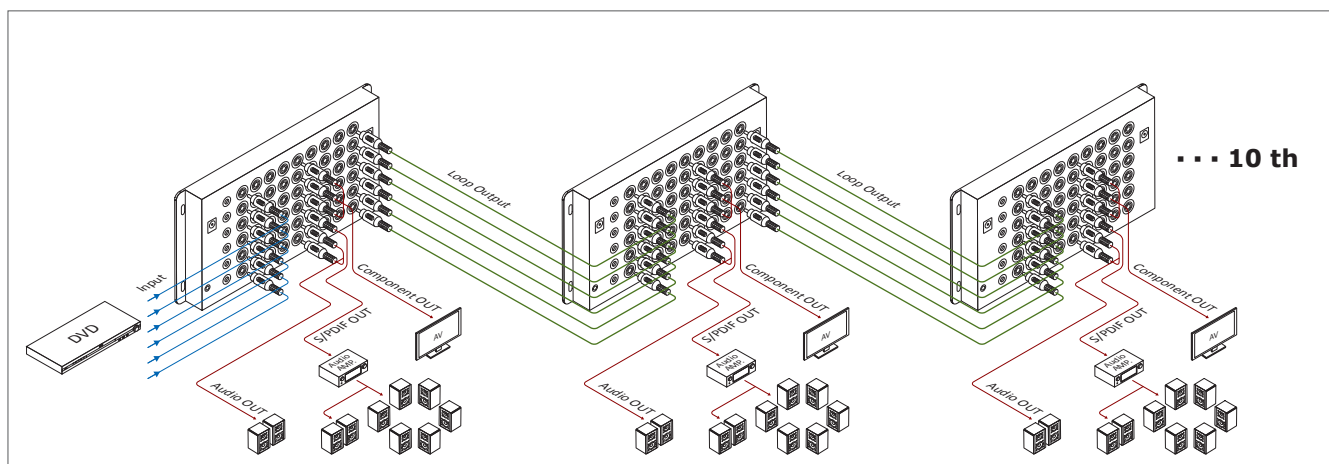 DVD
Input
Loop Output
Component OUT
S/PDIF OUT
Audio OUT
Audio
AMP.
AV
Loop Output
Component OUT
S/PDIF OUT
Audio OUT
Audio
AMP.
AV
Component OUT
S/PDIF OUT
Audio OUT
Audio
AMP.
AV
··· 10 th